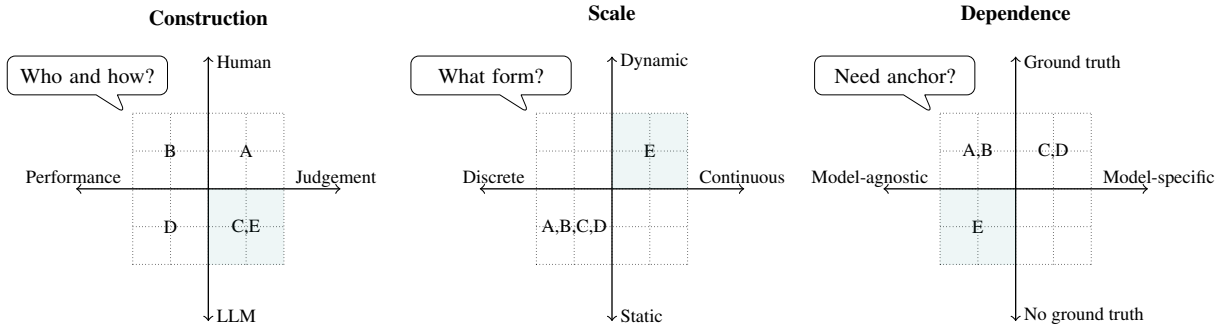 Construction
Who and how?
Human
B
A
Performance
Judgement
D
C,E
LLM
Scale
What form?
Dynamic
E
Discrete
Continuous
A,B,C,D
Static
Dependence
Need anchor?
Ground truth
A,B
C,D
Model-agnostic
Model-specific
E
No ground truth